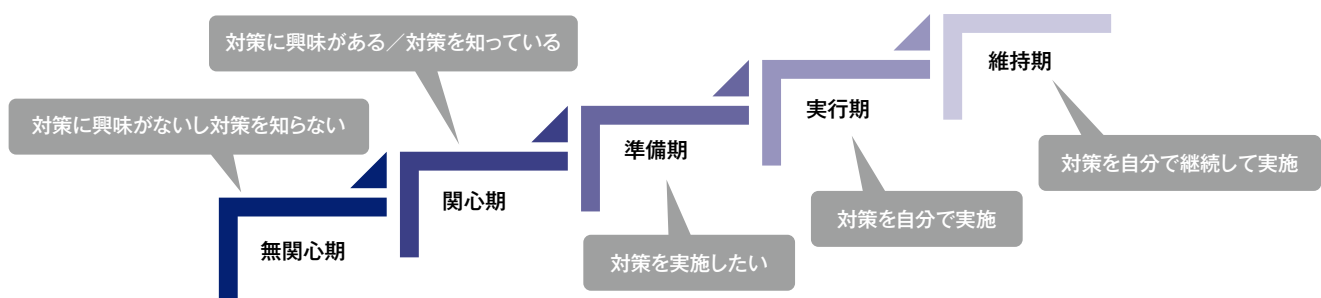 対策に興味がないし対策を知らない
無関心期
対策に興味がある／対策を知っている
関心期
準備期
対策を実施したい
実行期
対策を自分で実施
維持期
対策を自分で継続して実施